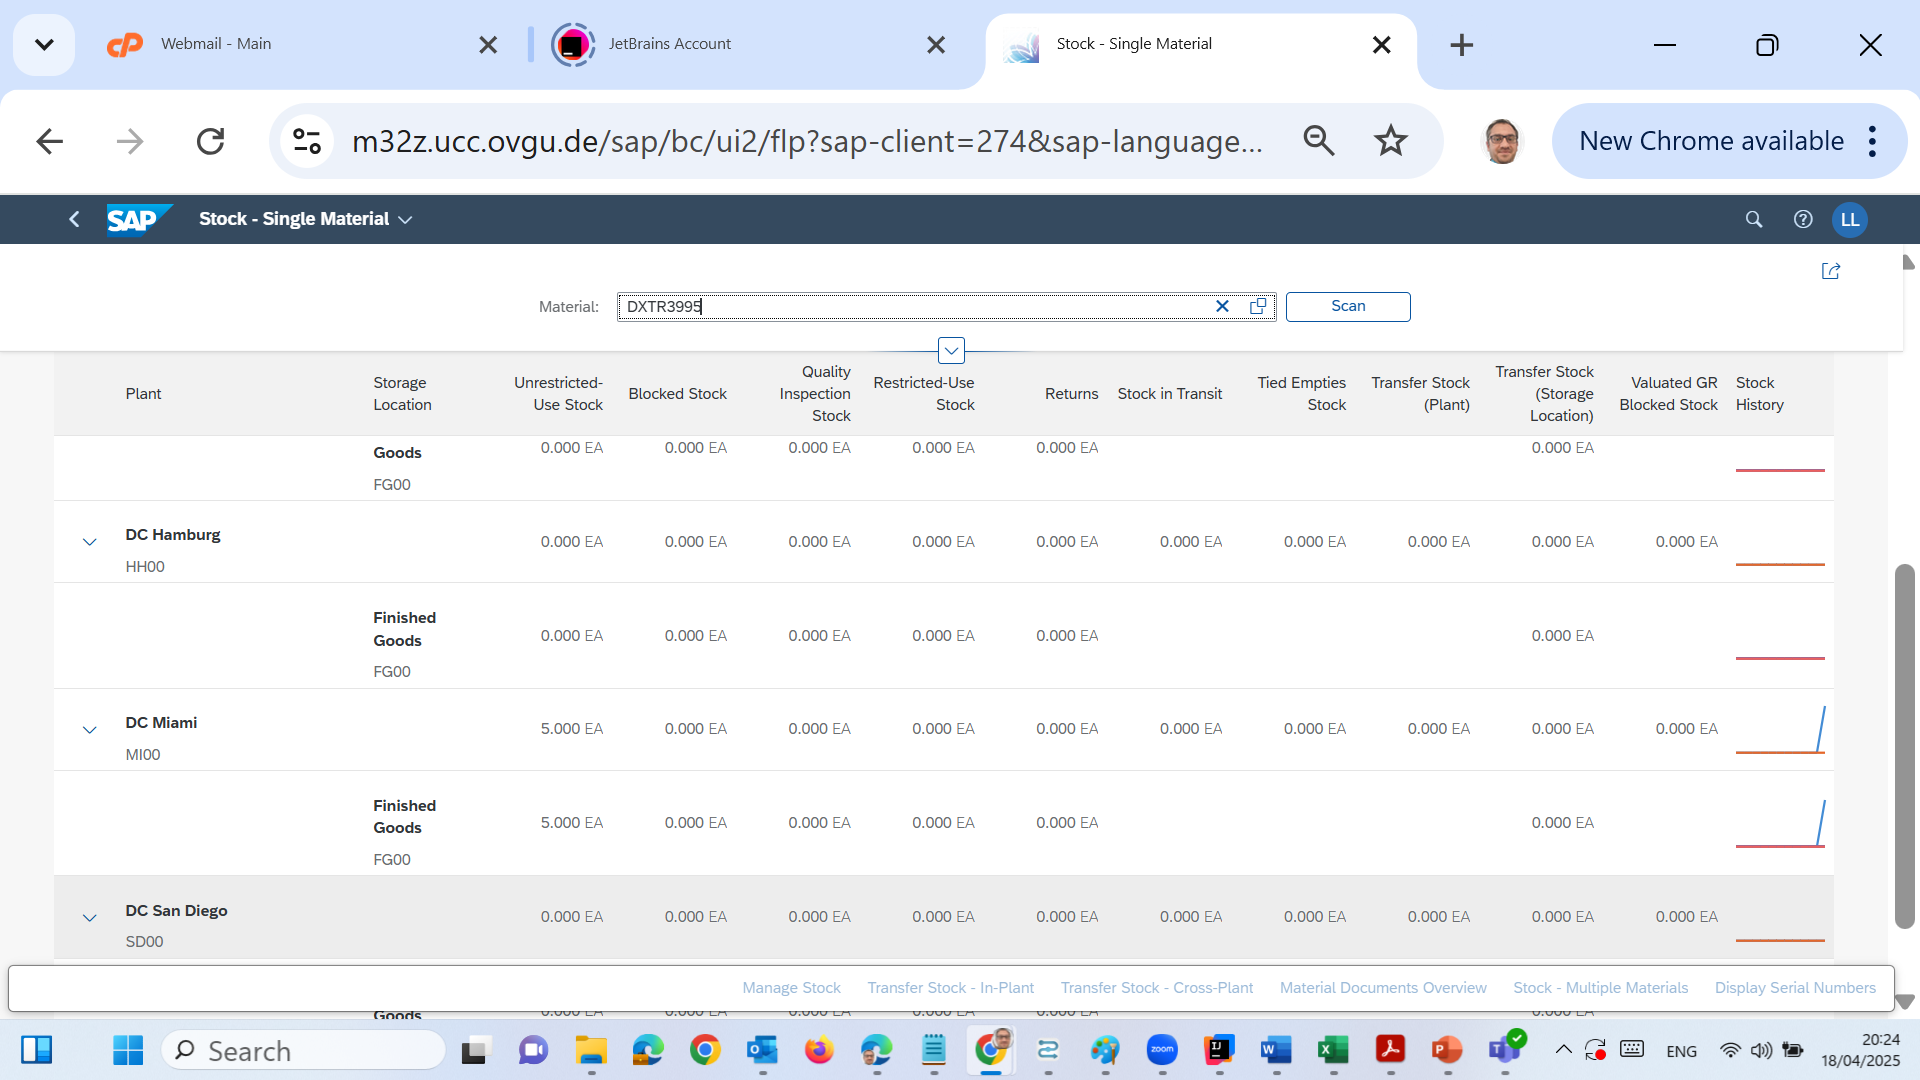 Webmail - Main
JetBrains Account
Stock - Single Material
m32z.ucc.ovgu.de/sap/bc/ui2/flp?sap-client=274&sap-language...
New Chrome available
SAP
Stock - Single Material
LL
Material:
DXTR3995
Scan
Plant
Storage
Location
Unrestricted-
Use Stock
Blocked Stock
Quality
Inspection
Stock
Restricted-Use
Stock
Returns
Stock in Transit
Tied Empties
Stock
Transfer Stock
(Plant)
Transfer Stock
(Storage
Location)
Valuated GR
Blocked Stock
Stock
History
Goods
FG00
0.000 EA 0.000 EA 0.000 EA 0.000 EA 0.000 EA 0.000 EA
DC Hamburg
HH00
0.000 EA 0.000 EA 0.000 EA 0.000 EA 0.000 EA 0.000 EA 0.000 EA 0.000 EA 0.000 EA 0.000 EA
Finished
Goods
FG00
0.000 EA 0.000 EA 0.000 EA 0.000 EA 0.000 EA 0.000 EA
DC Miami
MI00
5.000 EA 0.000 EA 0.000 EA 0.000 EA 0.000 EA 0.000 EA 0.000 EA 0.000 EA 0.000 EA 0.000 EA
Finished
Goods
FG00
5.000 EA 0.000 EA 0.000 EA 0.000 EA 0.000 EA 0.000 EA
DC San Diego
SD00
0.000 EA 0.000 EA 0.000 EA 0.000 EA 0.000 EA 0.000 EA 0.000 EA 0.000 EA 0.000 EA 0.000 EA
Manage Stock
Transfer Stock - In-Plant
Transfer Stock - Cross-Plant
Material Documents Overview
Stock - Multiple Materials
Display Serial Numbers
Goods
Search
zoom
ENG
20:24
18/04/2025